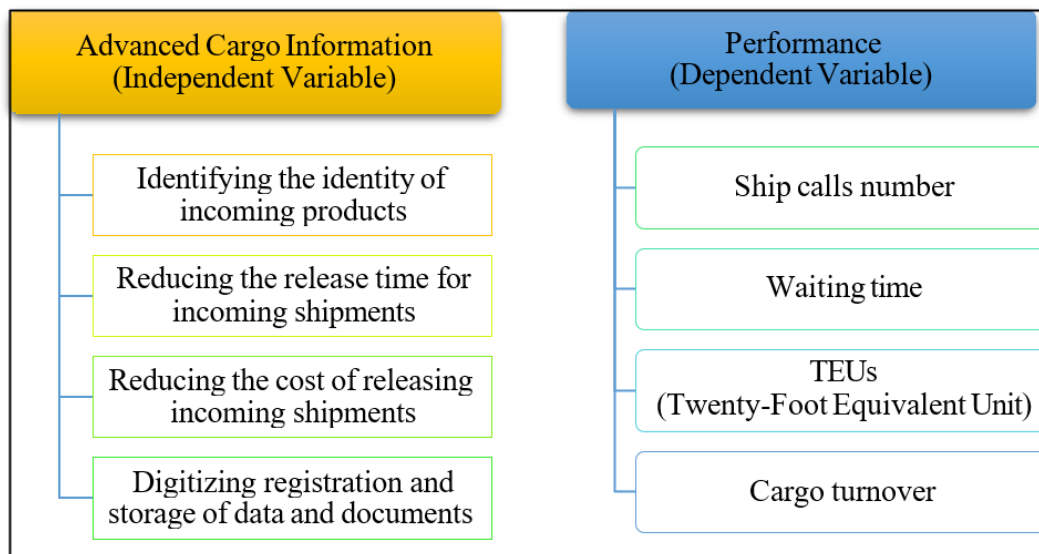 Advanced Cargo Information
(Independent Variable)
Identifying the identity of
incoming products
Reducing the release time for
incoming shipments
Reducing the cost of releasing
incoming shipments
Digitizing registration and
storage of data and documents
Performance
(Dependent Variable)
Ship calls number
Waiting time
TEUs
(Twenty-Foot Equivalent Unit)
Cargo turnover